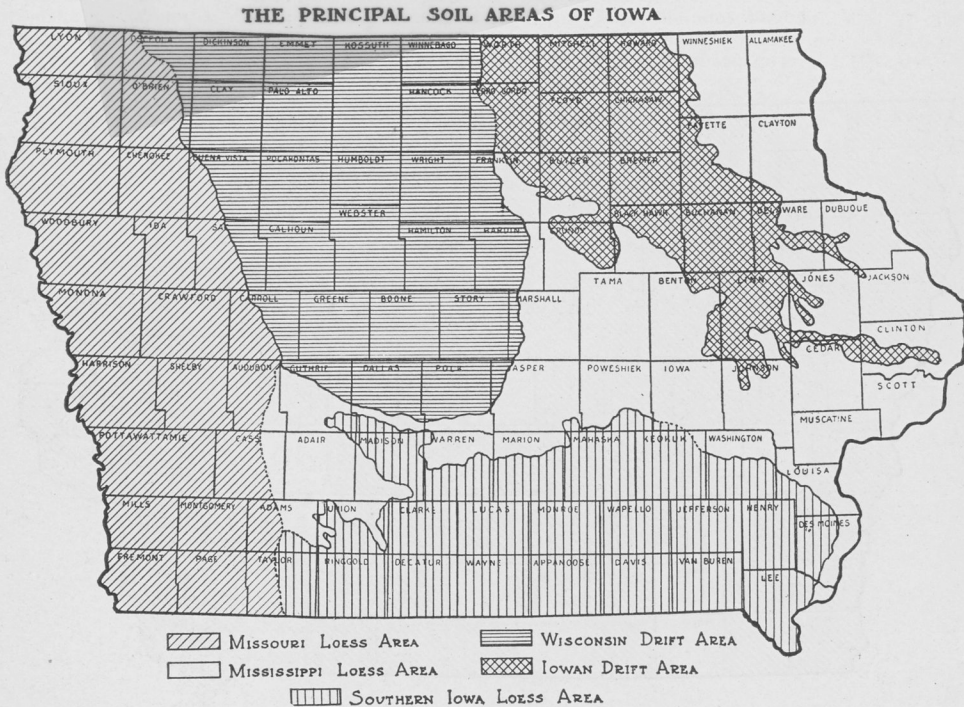 THE PRINCIPAL SOIL AREAS OF IOWA
LYON OSCEOLA DICKINSON EMMET KOSSUTH WINNEBAGO WORTH MITCHELL HOWARD WINNESHIEK ALLAMAKEE
SIOUX O'BRIEN CLAY PALO ALTO HANCOCK CERRO GORDO FLOYD CHICKASAW
FAYETTE CLAYTON
PLYMOUTH CHEROKEE BUENA VISTA POCAHONTAS HUMBOLDT WRIGHT FRANKLIN BUTLER BREMER
WOODBURY IDA SAC CALHOUN WEBSTER HAMILTON HARDIN GRUNDY BLACK HAWK BUCHANAN DELAWARE DUBUQUE
TAMA BENTON LINN JONES JACKSON
MONONA CRAWFORD CARROLL GREENE BOONE STORY MARSHALL
CLINTON
CEDAR
HARRISON SHELBY AUDUBON GUTHRIE DALLAS POLK JASPER POWESHIEK IOWA JOHNSON
SCOTT
MUSCATINE
POTTAWATTAMIE CASS ADAIR MADISON WARREN MARION MAHASKA KEOKUK WASHINGTON
LOUISA
MILLS MONTGOMERY ADAMS UNION CLARKE LUCAS MONROE WAPELLO JEFFERSON HENRY
DES MOINES
FREMONT PAGE TAYLOR RINGGOLD DECATUR WAYNE APPANOOSE DAVIS VAN BUREN
LEE
MISSOURI LOESS AREA WISCONSIN DRIFT AREA
MISSISSIPPI LOESS AREA IOWAN DRIFT AREA
SOUTHERN IOWA LOESS AREA